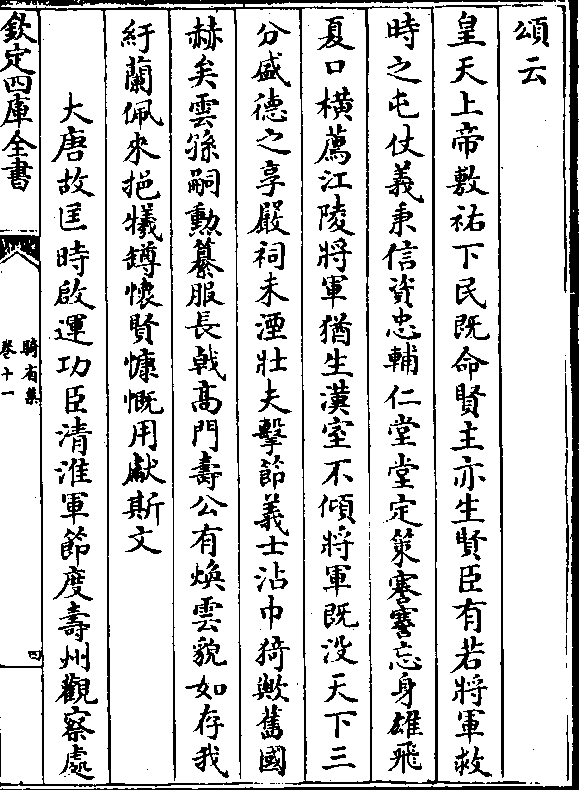 頌云
皇天上帝敷祐下民既命賢主亦生賢臣有若將軍救
時之屯仗義秉信資忠輔仁堂堂定策謇謇忘身雄飛
夏口橫薦江陵將軍猶生漢室不傾將軍既没天下三
分盛德之享嚴祠未湮壯夫擊節義士沾巾猗歟舊國
赫矣雲孫嗣勲纂服長㦸髙門壽公有煥雲貌如存我
紆蘭佩來挹犧罇懷賢慷慨用獻斯文
大唐故匡時啟運功臣清淮軍節度壽州觀察處
欽定四庫全書
騎省集
卷十一
四